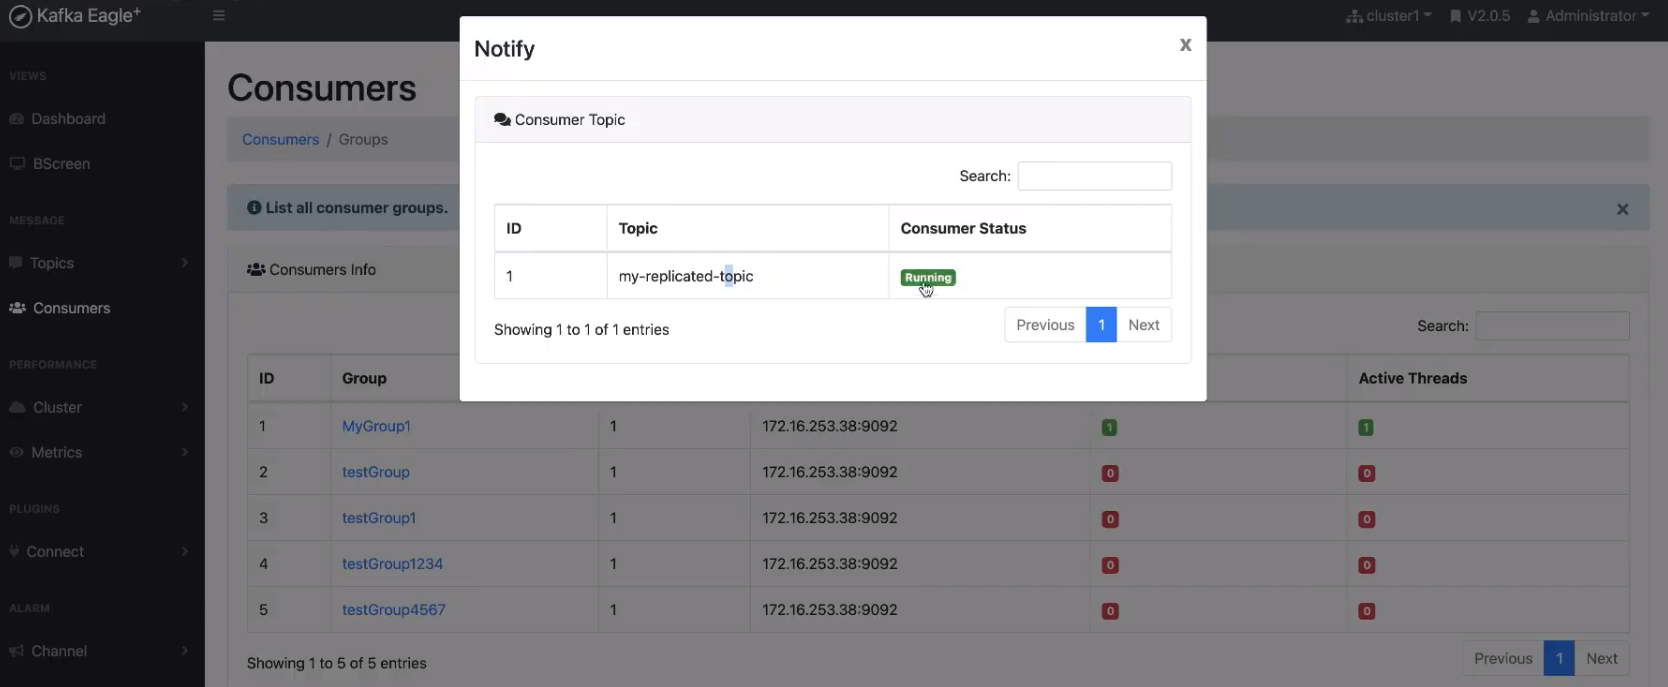 Kafka Eagle+
cluster1
V2.0.5
Administrator
VIEWS
Dashboard
BScreen
MESSAGE
Topics
Consumers
PERFORMANCE
Cluster
Metrics
PLUGINS
Connect
ALARM
Channel
Consumers
Consumers / Groups
List all consumer groups.
Consumers Info
Search:
ID Group Active Threads
1 MyGroup1 1 172.16.253.38:9092 1 1
2 testGroup 1 172.16.253.38:9092 0 0
3 testGroup1 1 172.16.253.38:9092 0 0
4 testGroup1234 1 172.16.253.38:9092 0 0
5 testGroup4567 1 172.16.253.38:9092 0 0
Showing 1 to 5 of 5 entries
Previous 1 Next
Notify x
Consumer Topic
Search:
ID Topic Consumer Status
1 my-replicated-topic Running
Showing 1 to 1 of 1 entries
Previous 1 Next